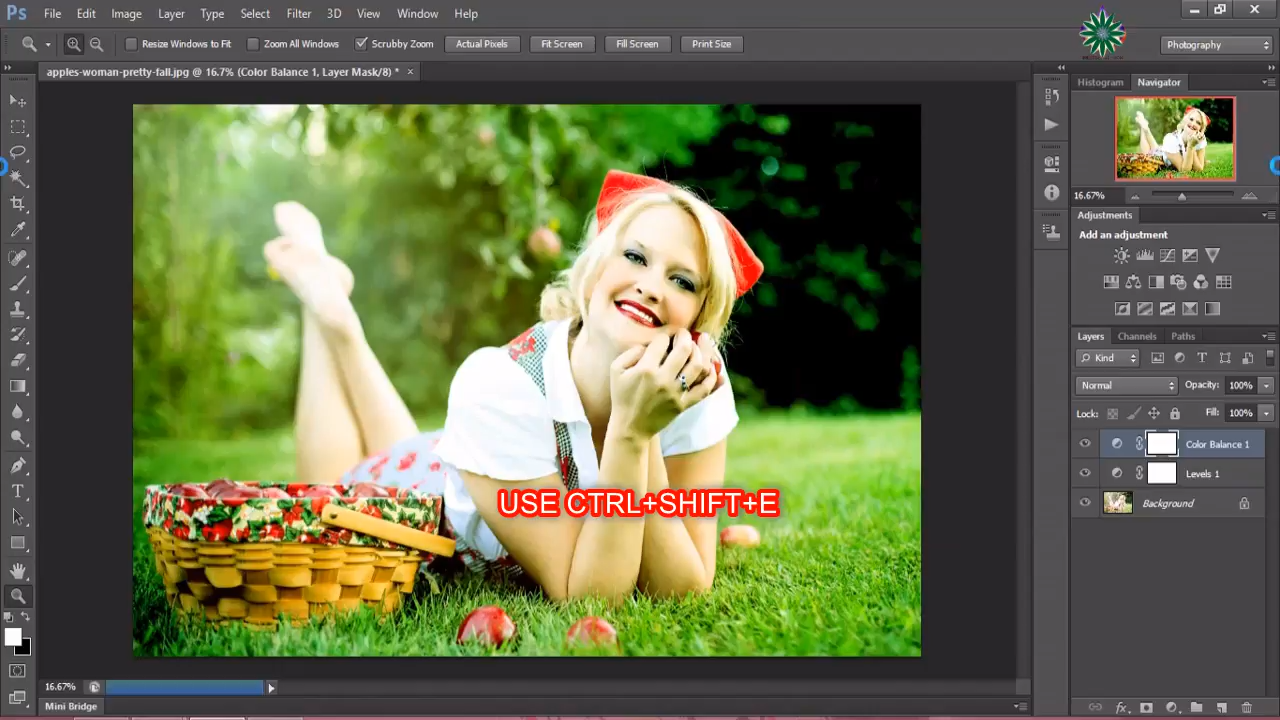 Ps File Edit Image Layer Type Select Filter 3D View Window Help
Resize Windows to Fit Zoom All Windows Scrubby Zoom Actual Pixels Fit Screen Fill Screen Print Size Photography
apples-woman-pretty-fall.jpg @ 16.7% (Color Balance 1, Layer Mask/8) * ×
Histogram Navigator
16.67%
Adjustments
Add an adjustment
Layers Channels Paths
Kind
Normal Opacity: 100%
Lock: Fill: 100%
Color Balance 1
Levels 1
Background
USE CTRL+SHIFT+E
16.67%
Mini Bridge